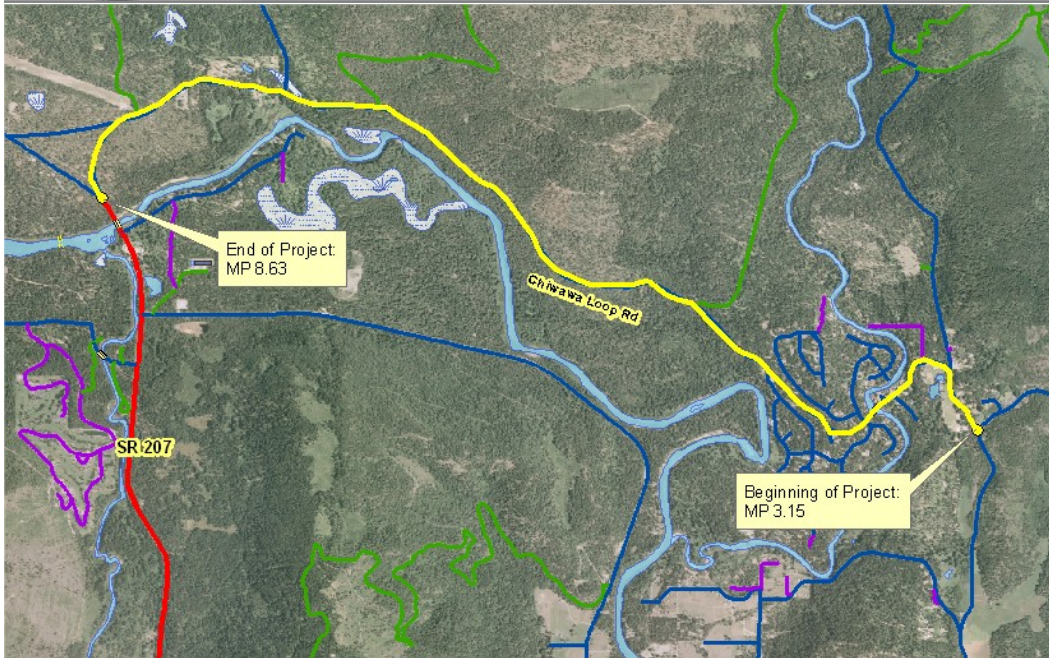 End of Project:
MP 8.63
Chiwawa Loop Rd
SR 207
Beginning of Project:
MP 3.15